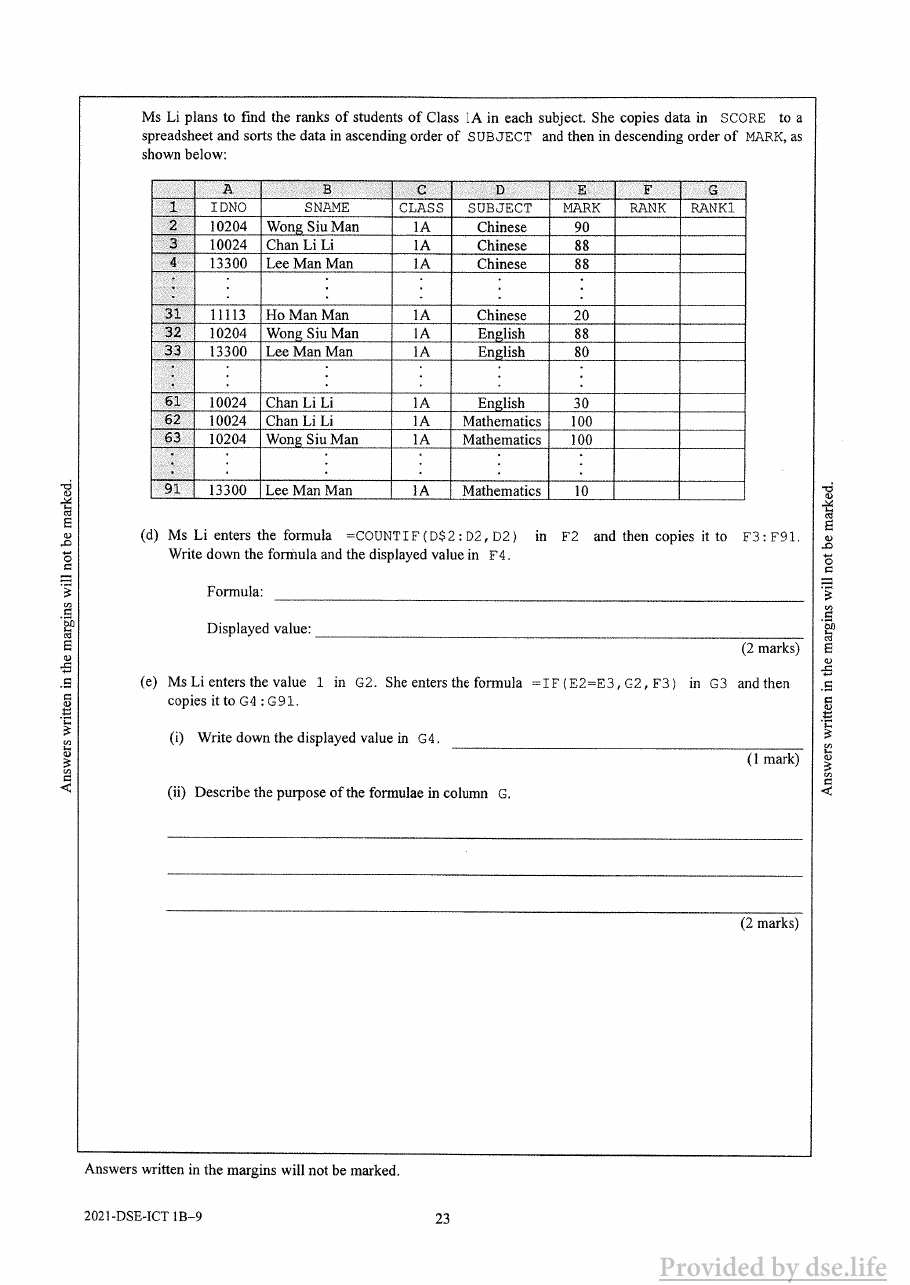 Ms Li plans to find the ranks of students of Class 1A in each subject. She copies data in SCORE to a
spreadsheet and sorts the data in ascending order of SUBJECT and then in descending order of MARK, as
shown below:
A B C D E F G
1 IDNO SNAME CLASS SUBJECT MARK RANK RANK1
2 10204 Wong Siu Man 1A Chinese 90
3 10024 Chan Li Li 1A Chinese 88
4 13300 Lee Man Man 1A Chinese 88
31 11113 Ho Man Man 1A Chinese 20
32 10204 Wong Siu Man 1A English 88
33 13300 Lee Man Man 1A English 80
61 10024 Chan Li Li 1A English 30
62 10024 Chan Li Li 1A Mathematics 100
63 10204 Wong Siu Man 1A Mathematics 100
91 13300 Lee Man Man 1A Mathematics 10
(d) Ms Li enters the formula =COUNTIF(D$2:D2,D2) in F2 and then copies it to F3:F91.
Write down the formula and the displayed value in F4.
Formula:
Displayed value:
(2 marks)
(e) Ms Li enters the value 1 in G2. She enters the formula =IF(E2=E3,G2,F3) in G3 and then
copies it to G4:G91.
(i) Write down the displayed value in G4.
(1 mark)
(ii) Describe the purpose of the formulae in column G.
(2 marks)
Answers written in the margins will not be marked.
Answers written in the margins will not be marked.
Answers written in the margins will not be marked.
2021-DSE-ICT 1B-9
23
Provided by dse.life